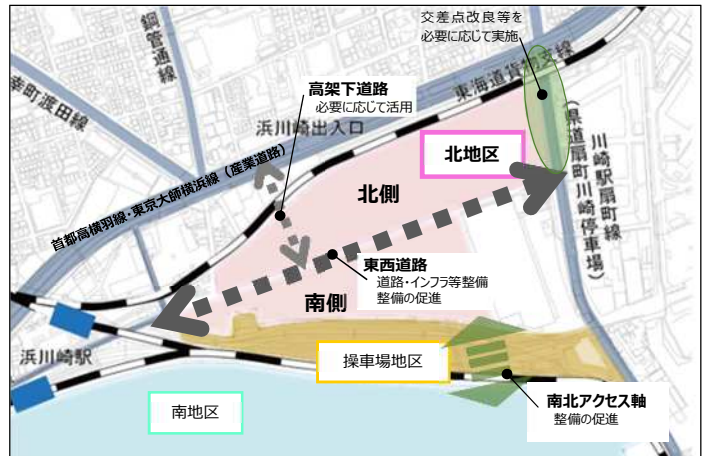 交差点改良等を
必要に応じて実施
鋼管通線
幸町渡田線
高架下道路
必要に応じて活用
東海道貨物支線
浜川崎出入口
首都高横羽線・東京大師横浜線（産業道路）
北地区
川崎駅扇町線
（県道扇町川崎停車場）
北側
東西道路
道路・インフラ等整備
整備の促進
南側
浜川崎駅
操車場地区
南地区
南北アクセス軸
整備の促進